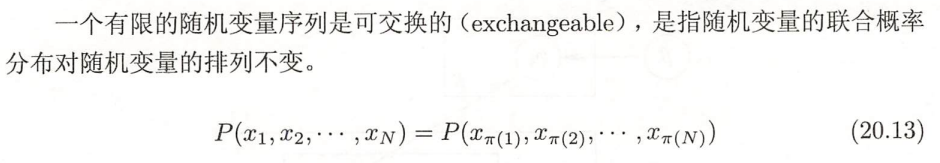 一个有限的随机变量序列是可交换的（exchangeable），是指随机变量的联合概率
分布对随机变量的排列不变。
P(x₁, x₂, ⋯ , x_N) = P(x_{π(1)}, x_{π(2)}, ⋯ , x_{π(N)}) (20.13)